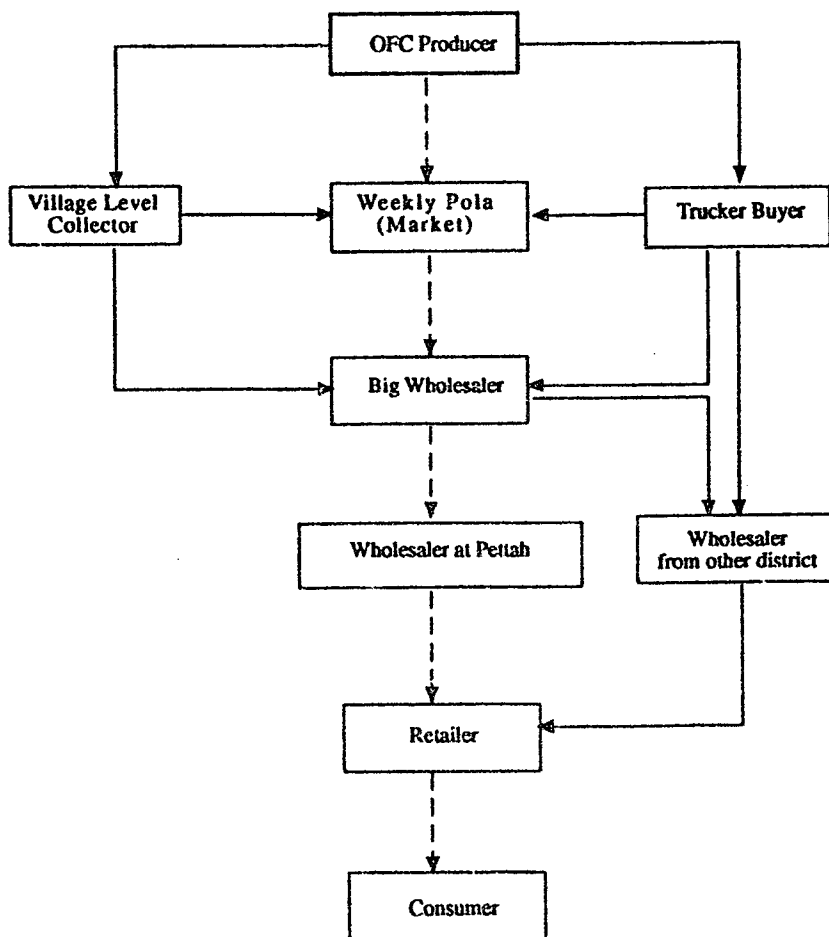 OFC Producer
Village Level
Collector
Weekly Pola
(Market)
Trucker Buyer
Big Wholesaler
Wholesaler at Pettah
Wholesaler
from other district
Retailer
Consumer